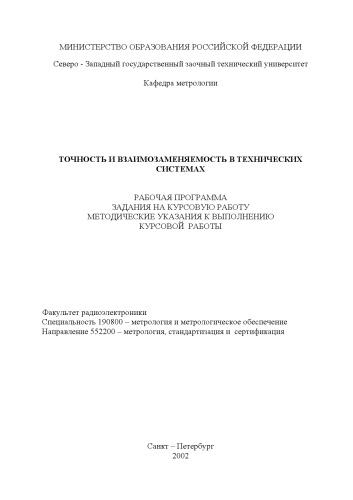 МИНИСТЕРСТВО ОБРАЗОВАНИЯ РОССИЙСКОЙ ФЕДЕРАЦИИ
Северо - Западный государственный заочный технический университет
Кафедра метрологии
ТОЧНОСТЬ И ВЗАИМОЗАМЕНЯЕМОСТЬ В ТЕХНИЧЕСКИХ
СИСТЕМАХ
РАБОЧАЯ ПРОГРАММА
ЗАДАНИЯ НА КУРСОВУЮ РАБОТУ
МЕТОДИЧЕСКИЕ УКАЗАНИЯ К ВЫПОЛНЕНИЮ
КУРСОВОЙ РАБОТЫ
Факультет радиоэлектроники
Специальность 190800 – метрология и метрологическое обеспечение
Направление 552200 – метрология, стандартизация и сертификация
Санкт – Петербург
2002